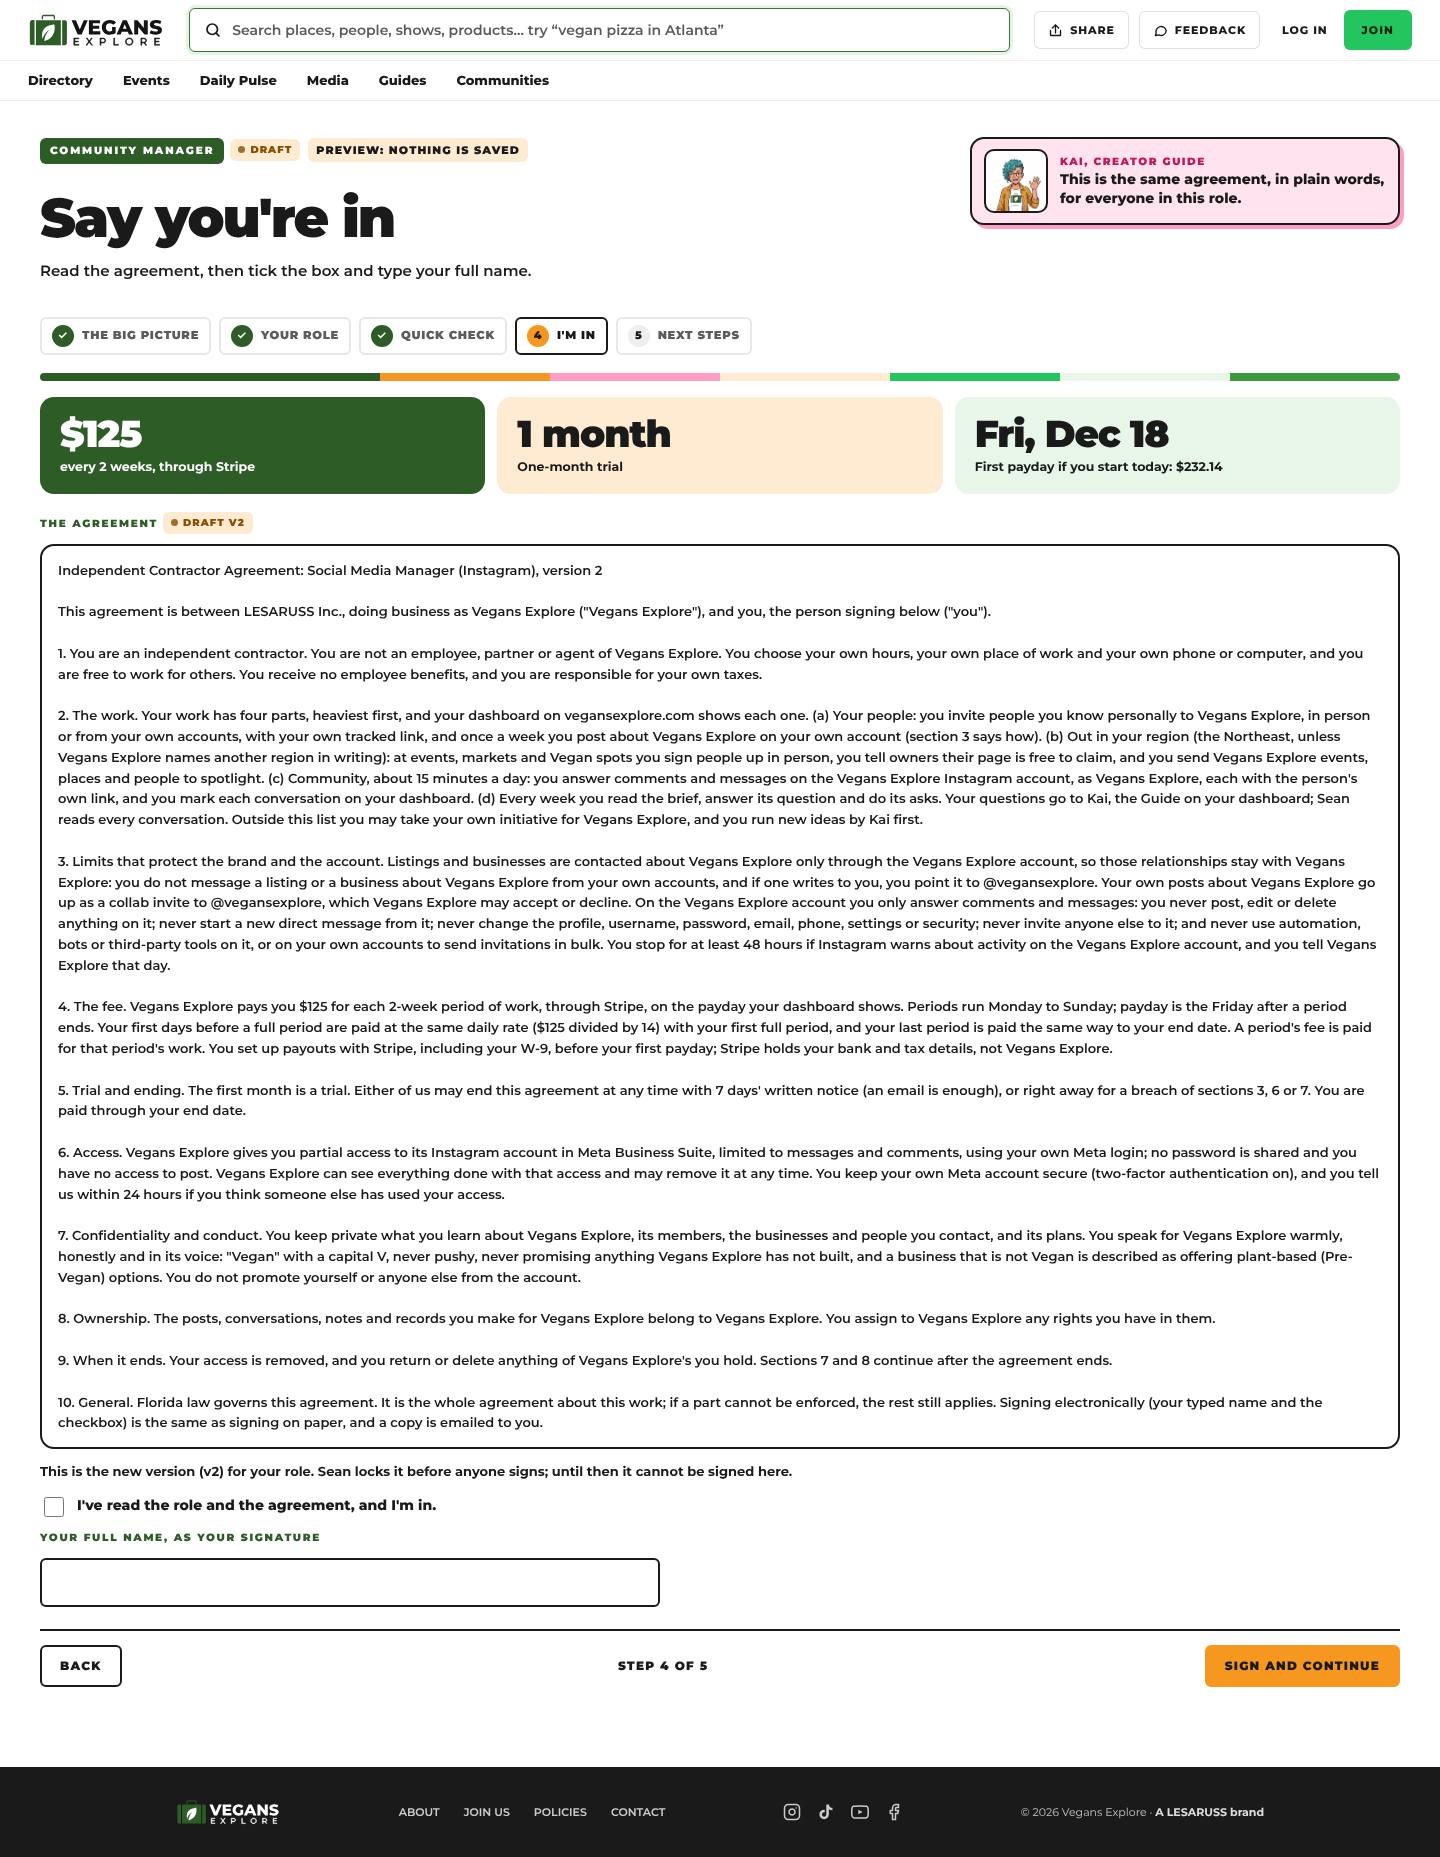 VEGANS
EXPLORE
Search places, people, shows, products... try “vegan pizza in Atlanta”
SHARE
FEEDBACK
LOG IN
JOIN
Directory
Events
Daily Pulse
Media
Guides
Communities
COMMUNITY MANAGER
DRAFT
PREVIEW: NOTHING IS SAVED
KAI, CREATOR GUIDE
This is the same agreement, in plain words,
for everyone in this role.
Say you're in
Read the agreement, then tick the box and type your full name.
THE BIG PICTURE
YOUR ROLE
QUICK CHECK
4 I'M IN
5 NEXT STEPS
$125
every 2 weeks, through Stripe
1 month
One-month trial
Fri, Dec 18
First payday if you start today: $232.14
THE AGREEMENT
DRAFT V2
Independent Contractor Agreement: Social Media Manager (Instagram), version 2
This agreement is between LESARUSS Inc., doing business as Vegans Explore ("Vegans Explore"), and you, the person signing below ("you").
1. You are an independent contractor. You are not an employee, partner or agent of Vegans Explore. You choose your own hours, your own place of work and your own phone or computer, and you
are free to work for others. You receive no employee benefits, and you are responsible for your own taxes.
2. The work. Your work has four parts, heaviest first, and your dashboard on vegansexplore.com shows each one. (a) Your people: you invite people you know personally to Vegans Explore, in person
or from your own accounts, with your own tracked link, and once a week you post about Vegans Explore on your own account (section 3 says how). (b) Out in your region (the Northeast, unless
Vegans Explore names another region in writing): at events, markets and Vegan spots you sign people up in person, you tell owners their page is free to claim, and you send Vegans Explore events,
places and people to spotlight. (c) Community, about 15 minutes a day: you answer comments and messages on the Vegans Explore Instagram account, as Vegans Explore, each with the person's
own link, and you mark each conversation on your dashboard. (d) Every week you read the brief, answer its question and do its asks. Your questions go to Kai, the Guide on your dashboard; Sean
reads every conversation. Outside this list you may take your own initiative for Vegans Explore, and you run new ideas by Kai first.
3. Limits that protect the brand and the account. Listings and businesses are contacted about Vegans Explore only through the Vegans Explore account, so those relationships stay with Vegans
Explore: you do not message a listing or a business about Vegans Explore from your own accounts, and if one writes to you, you point it to @vegansexplore. Your own posts about Vegans Explore go
up as a collab invite to @vegansexplore, which Vegans Explore may accept or decline. On the Vegans Explore account you only answer comments and messages: you never post, edit or delete
anything on it; never start a new direct message from it; never change the profile, username, password, email, phone, settings or security; never invite anyone else to it; and never use automation,
bots or third-party tools on it, or on your own accounts to send invitations in bulk. You stop for at least 48 hours if Instagram warns about activity on the Vegans Explore account, and you tell Vegans
Explore that day.
4. The fee. Vegans Explore pays you $125 for each 2-week period of work, through Stripe, on the payday your dashboard shows. Periods run Monday to Sunday; payday is the Friday after a period
ends. Your first days before a full period are paid at the same daily rate ($125 divided by 14) with your first full period, and your last period is paid the same way to your end date. A period's fee is paid
for that period's work. You set up payouts with Stripe, including your W-9, before your first payday; Stripe holds your bank and tax details, not Vegans Explore.
5. Trial and ending. The first month is a trial. Either of us may end this agreement at any time with 7 days' written notice (an email is enough), or right away for a breach of sections 3, 6 or 7. You are
paid through your end date.
6. Access. Vegans Explore gives you partial access to its Instagram account in Meta Business Suite, limited to messages and comments, using your own Meta login; no password is shared and you
have no access to post. Vegans Explore can see everything done with that access and may remove it at any time. You keep your own Meta account secure (two-factor authentication on), and you tell
us within 24 hours if you think someone else has used your access.
7. Confidentiality and conduct. You keep private what you learn about Vegans Explore, its members, the businesses and people you contact, and its plans. You speak for Vegans Explore warmly,
honestly and in its voice: "Vegan" with a capital V, never pushy, never promising anything Vegans Explore has not built, and a business that is not Vegan is described as offering plant-based (Pre-
Vegan) options. You do not promote yourself or anyone else from the account.
8. Ownership. The posts, conversations, notes and records you make for Vegans Explore belong to Vegans Explore. You assign to Vegans Explore any rights you have in them.
9. When it ends. Your access is removed, and you return or delete anything of Vegans Explore's you hold. Sections 7 and 8 continue after the agreement ends.
10. General. Florida law governs this agreement. It is the whole agreement about this work; if a part cannot be enforced, the rest still applies. Signing electronically (your typed name and the
checkbox) is the same as signing on paper, and a copy is emailed to you.
This is the new version (v2) for your role. Sean locks it before anyone signs; until then it cannot be signed here.
I've read the role and the agreement, and I'm in.
YOUR FULL NAME, AS YOUR SIGNATURE
BACK
STEP 4 OF 5
SIGN AND CONTINUE
VEGANS
EXPLORE
ABOUT
JOIN US
POLICIES
CONTACT
© 2026 Vegans Explore · A LESARUSS brand